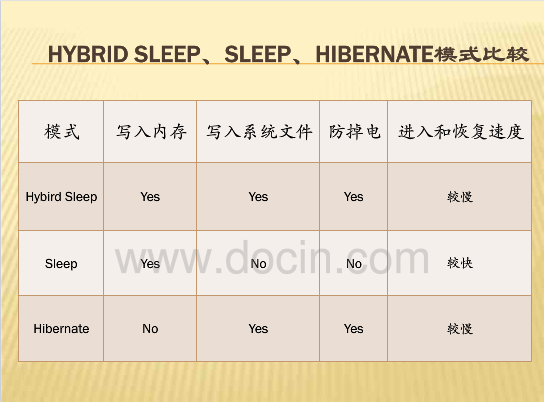 HYBRID SLEEP、SLEEP、HIBERNATE模式比较
模式 写入内存 写入系统文件 防掉电 进入和恢复速度
Hybird Sleep Yes Yes Yes 较慢
www.docin.com
Sleep Yes No No 较快
Hibernate No Yes Yes 较慢